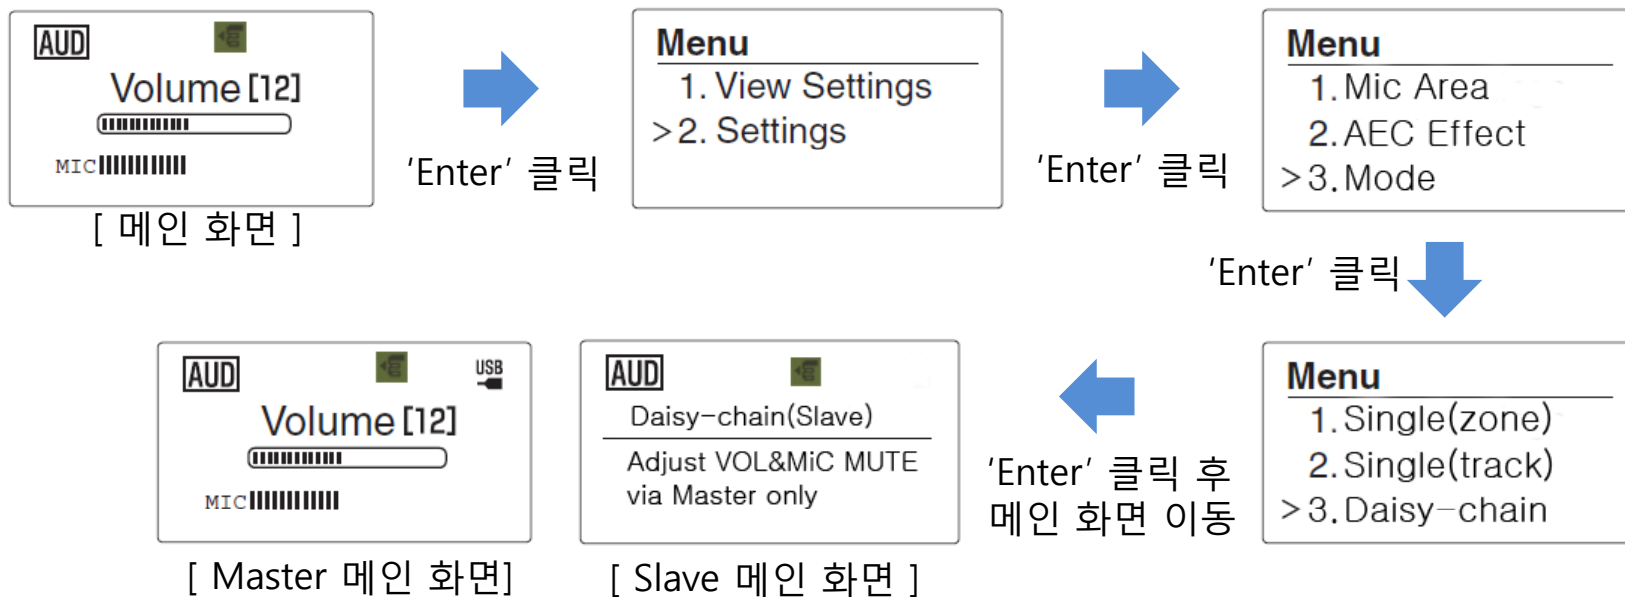 AUD
Volume [12]
MIC
[ 메인 화면 ]
'Enter' 클릭
Menu
1. View Settings
>2. Settings
'Enter' 클릭
Menu
1. Mic Area
2. AEC Effect
>3. Mode
'Enter' 클릭
Menu
1. Single(zone)
2. Single(track)
>3. Daisy-chain
'Enter' 클릭 후
메인 화면 이동
AUD
Daisy-chain(Slave)
Adjust VOL&MiC MUTE
via Master only
[ Slave 메인 화면 ]
AUD
USB
Volume [12]
MIC
[ Master 메인 화면]